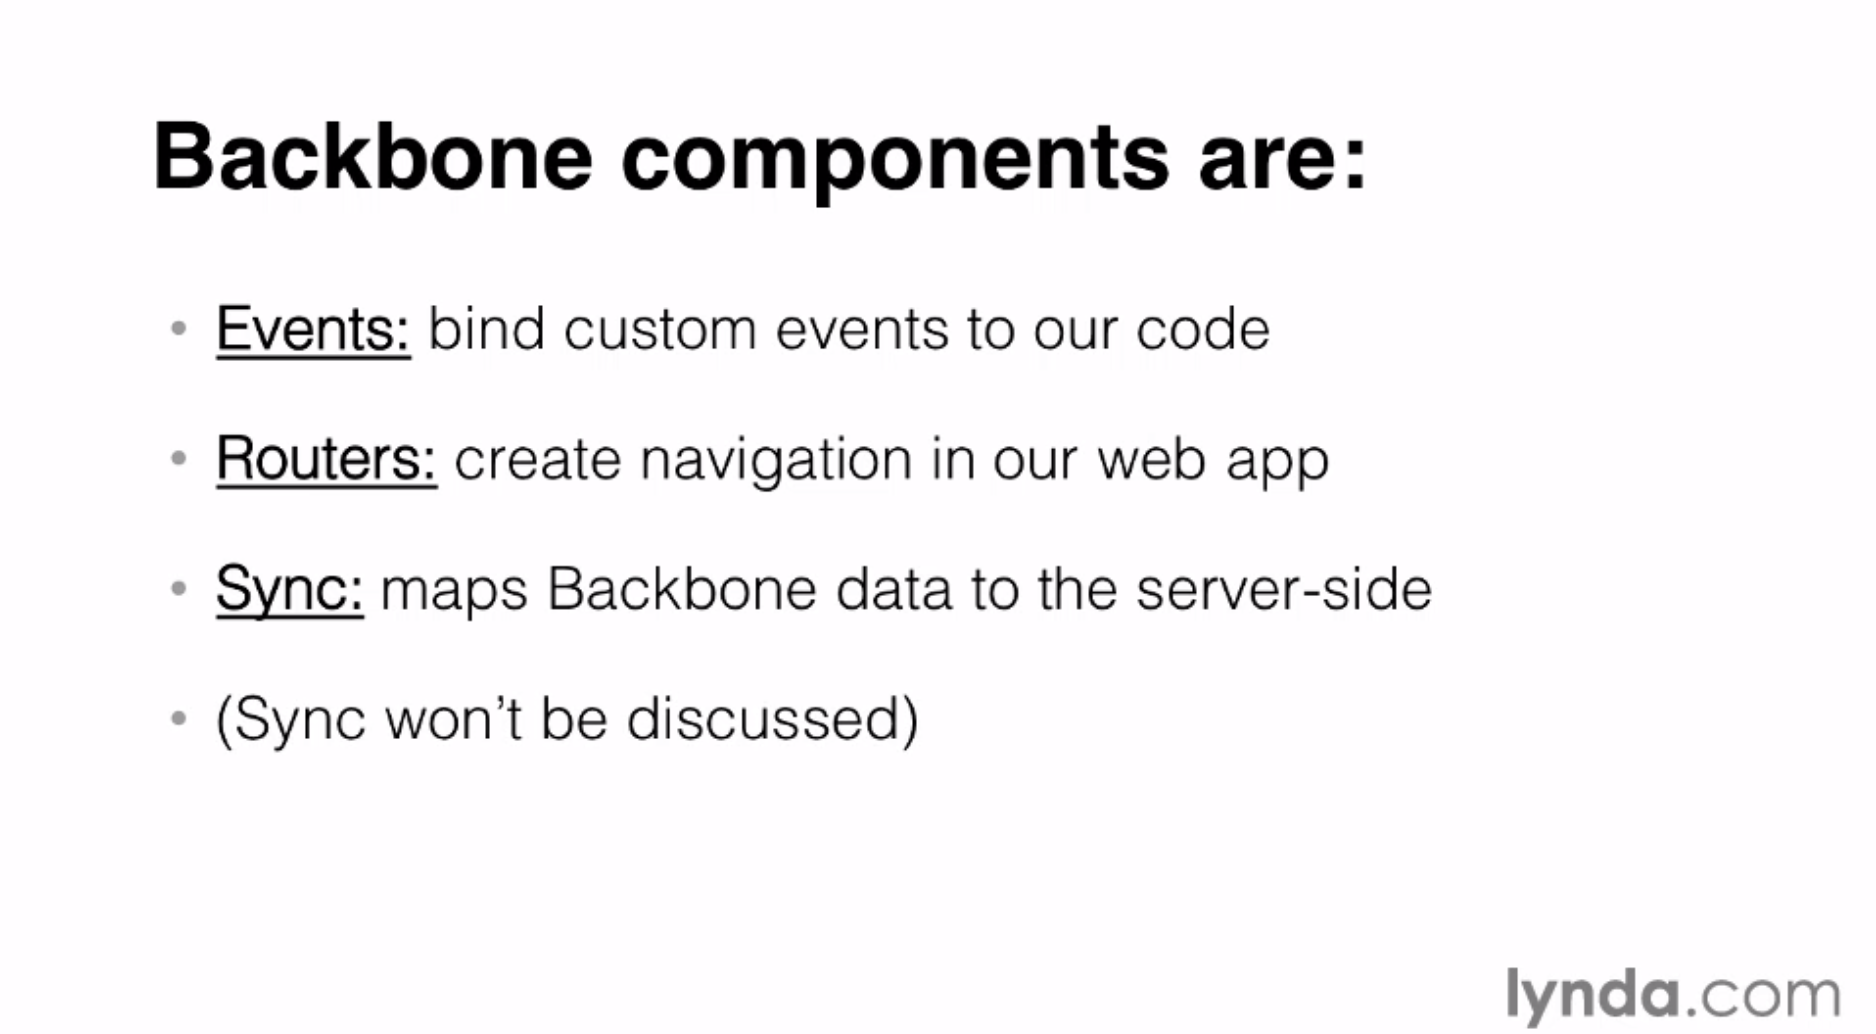 Backbone components are:
• Events: bind custom events to our code
• Routers: create navigation in our web app
• Sync: maps Backbone data to the server-side
• (Sync won’t be discussed)
lynda.com